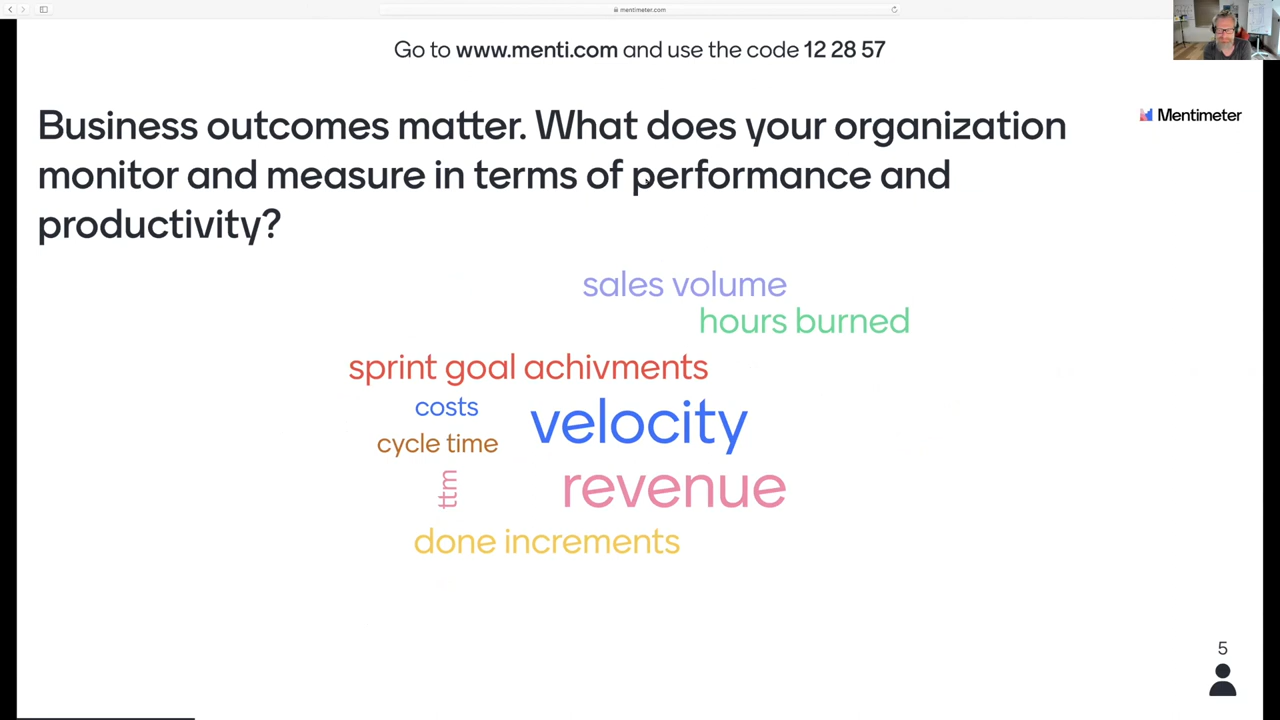 mentimeter.com
Go to www.menti.com and use the code 12 28 57
Business outcomes matter. What does your organization
monitor and measure in terms of performance and
productivity?
Mentimeter
sales volume
hours burned
sprint goal achivments
costs
velocity
cycle time
ttm
revenue
done increments
5